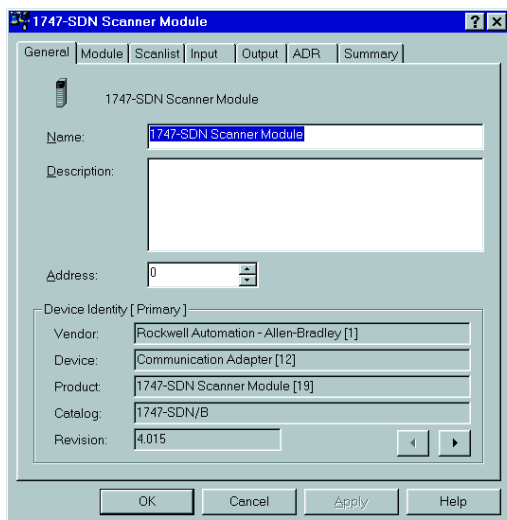 1747-SDN Scanner Module
General Module Scanlist Input Output ADR Summary
1747-SDN Scanner Module
Name: 1747-SDN Scanner Module
Description:
Address: 0
Device Identity [ Primary ]
Vendor: Rockwell Automation - Allen-Bradley [1]
Device: Communication Adapter [12]
Product: 1747-SDN Scanner Module [19]
Catalog: 1747-SDN/B
Revision: 4.015
OK Cancel Apply Help